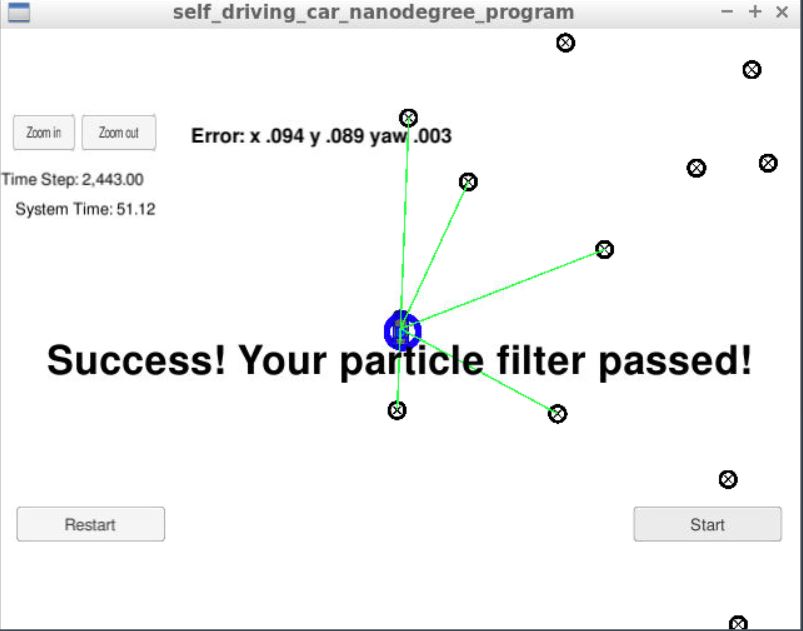 self_driving_car_nanodegree_program
Zoom in
Zoom out
Error: x .094 y .089 yaw .003
Time Step: 2,443.00
System Time: 51.12
Success! Your particle filter passed!
Restart
Start